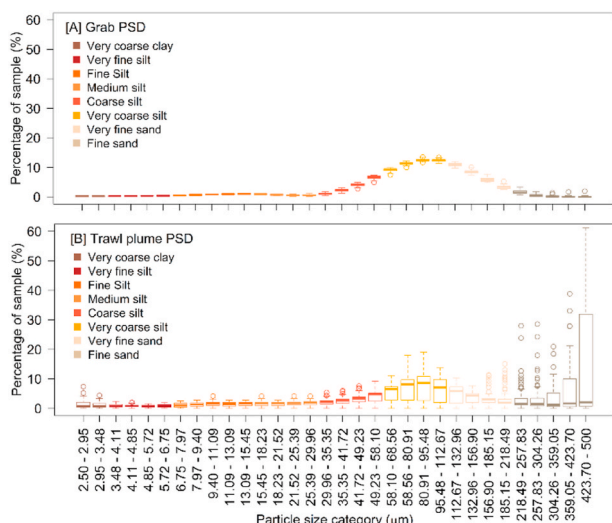 [A] Grab PSD
Very coarse clay
Very fine silt
Fine Silt
Medium silt
Coarse silt
Very coarse silt
Very fine sand
Fine sand
Percentage of sample (%)
60
50
40
30
20
10
0
[B] Trawl plume PSD
Very coarse clay
Very fine silt
Fine Silt
Medium silt
Coarse silt
Very coarse silt
Very fine sand
Fine sand
Percentage of sample (%)
60
50
40
30
20
10
0
2.50 - 2.95
2.95 - 3.48
3.48 - 4.11
4.11 - 4.85
4.85 - 5.72
5.72 - 6.75
6.75 - 7.97
7.97 - 9.40
9.40 - 11.09
11.09 - 13.09
13.09 - 15.45
15.45 - 18.23
18.23 - 21.52
21.52 - 25.39
25.39 - 29.96
29.96 - 35.35
35.35 - 41.72
41.72 - 49.23
49.23 - 58.10
58.10 - 68.56
68.56 - 80.91
80.91 - 95.48
95.48 - 112.67
112.67 - 132.96
132.96 - 156.90
156.90 - 185.15
185.15 - 218.49
218.49 - 257.83
257.83 - 304.26
304.26 - 359.05
359.05 - 423.70
423.70 - 500
Particle size category (μm)